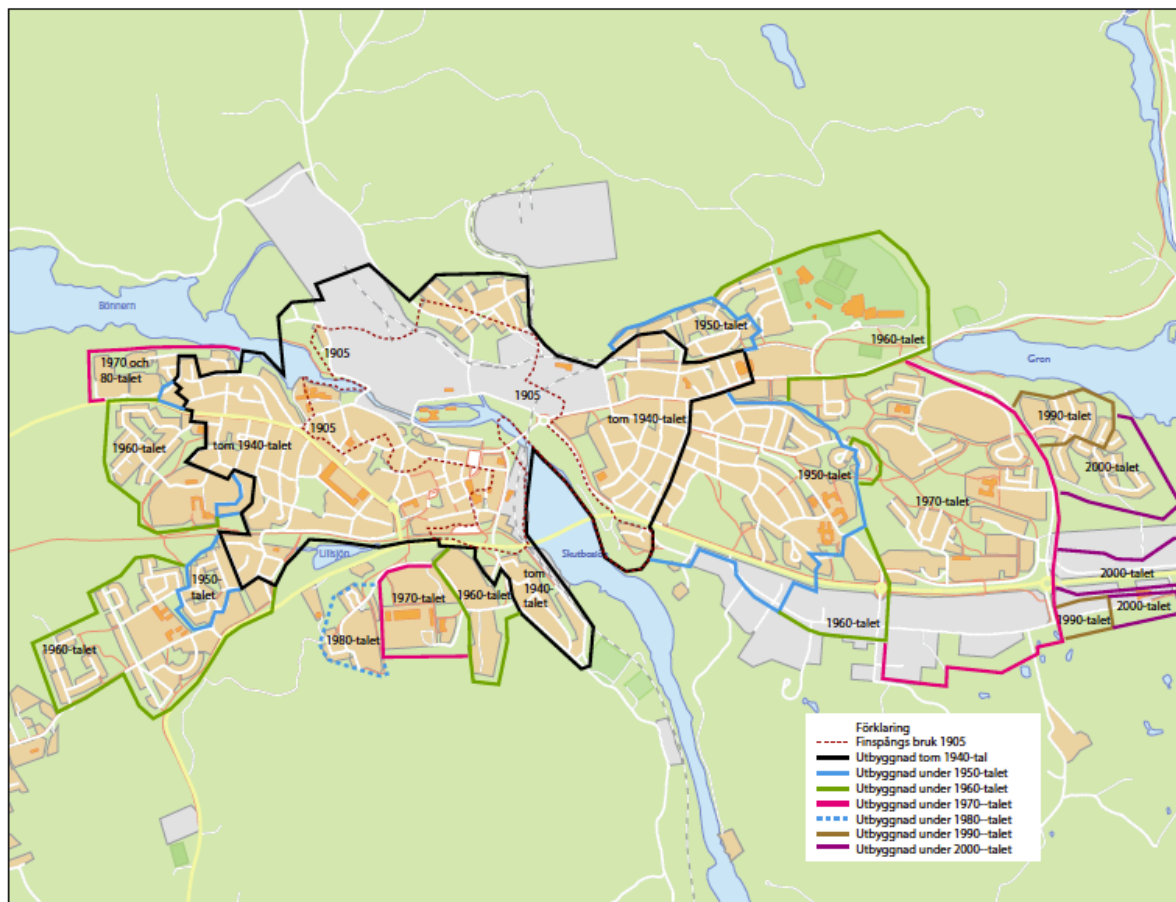 Bönnern
1950-talet
1960-talet
Gron
1905
1970 och
80-talet
1905
1905
tom 1940-talet
1990-talet
1960-talet
tom 1940-talet
2000-talet
1950-talet
1970-talet
Lillsjön
Skutbosjön
1950-
talet
tom
1940-
talet
1970-talet
1960-talet
2000-talet
2000-talet
1990-talet
1960-talet
1980-talet
1960-talet
Förklaring
Finspångs bruk 1905
Utbyggnad tom 1940-tal
Utbyggnad under 1950-talet
Utbyggnad under 1960-talet
Utbyggnad under 1970--talet
Utbyggnad under 1980--talet
Utbyggnad under 1990--talet
Utbyggnad under 2000--talet